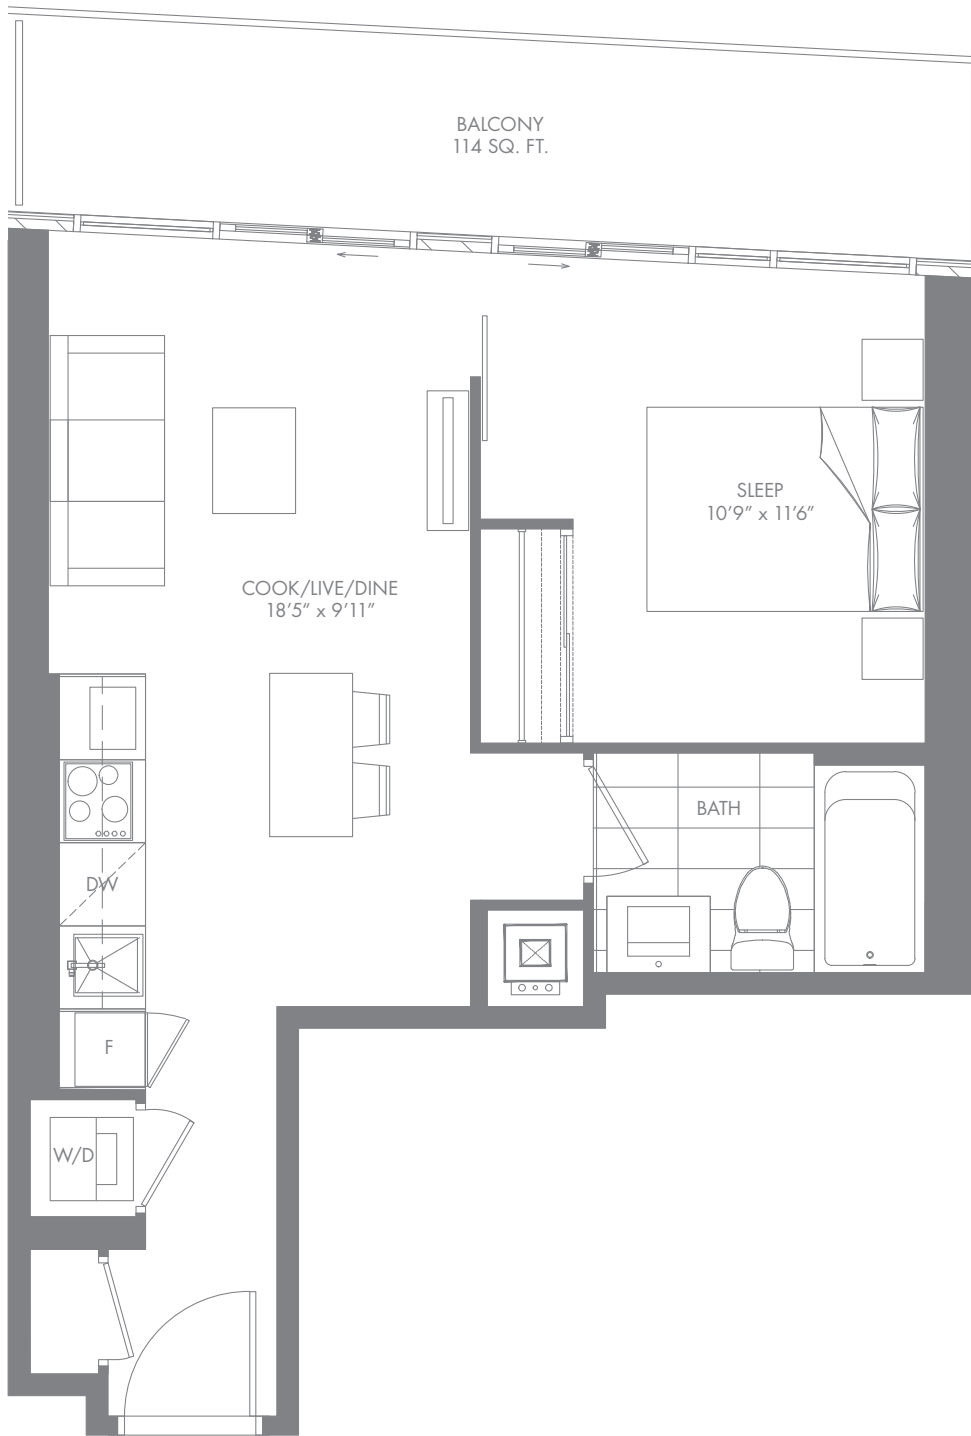 BALCONY
114 SQ. FT.
SLEEP
10’9” x 11’6”
COOK/LIVE/DINE
18’5” x 9’11”
BATH
DW
F
W/D